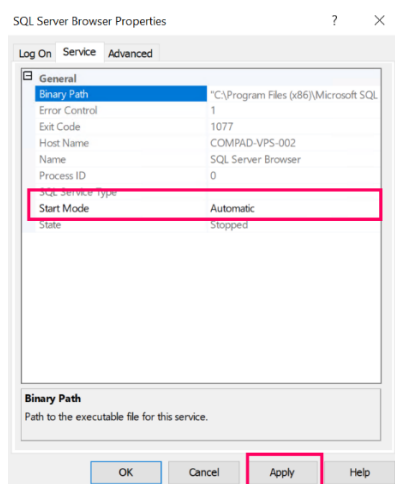 SQL Server Browser Properties ? ✕
Log On Service Advanced
General
Binary Path "C:\Program Files (x86)\Microsoft SQL
Error Control 1
Exit Code 1077
Host Name COMPAD-VPS-002
Name SQL Server Browser
Process ID 0
SQL Service Type
Start Mode Automatic
State Stopped
Binary Path
Path to the executable file for this service.
OK Cancel Apply Help